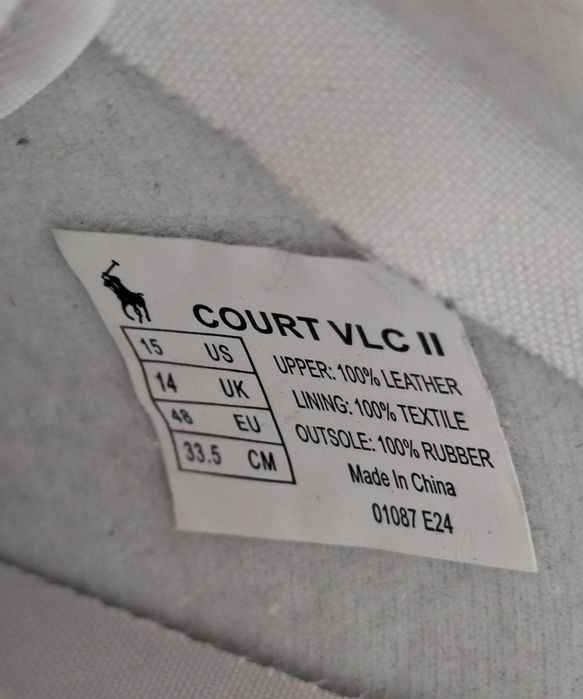 COURT VLC II
15 US
14 UK
48 EU
33.5 CM
UPPER: 100% LEATHER
LINING: 100% TEXTILE
OUTSOLE: 100% RUBBER
Made In China
01087 E24